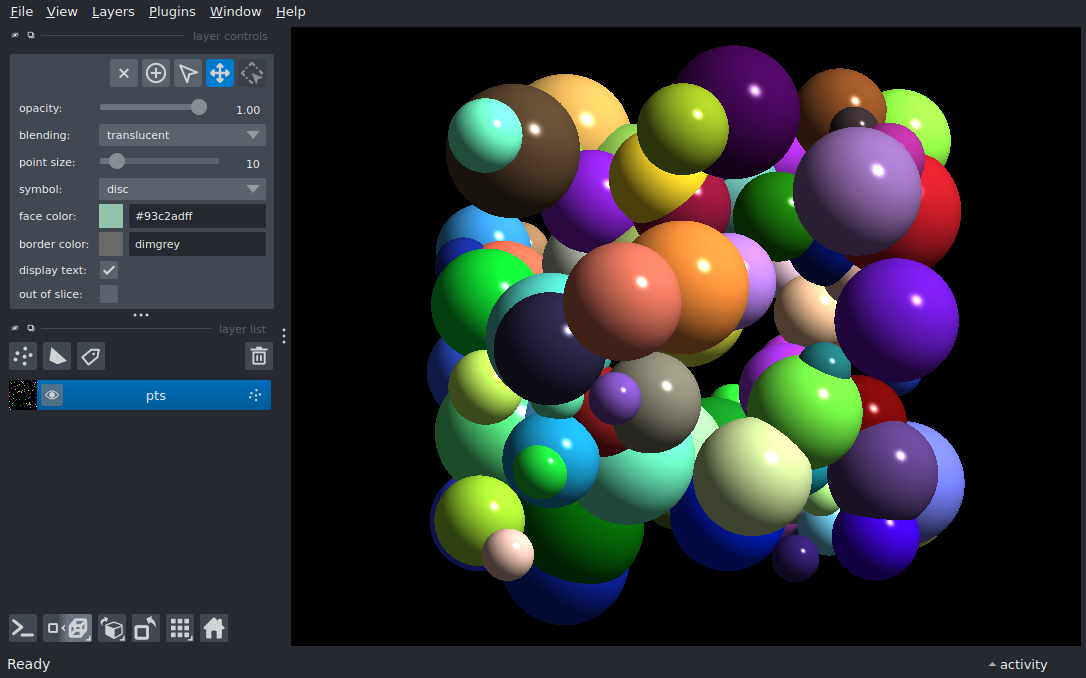 File View Layers Plugins Window Help
layer controls
opacity: 1.00
blending: translucent
point size: 10
symbol: disc
face color: #93c2adff
border color: dimgrey
display text:
out of slice:
layer list
pts
Ready
activity